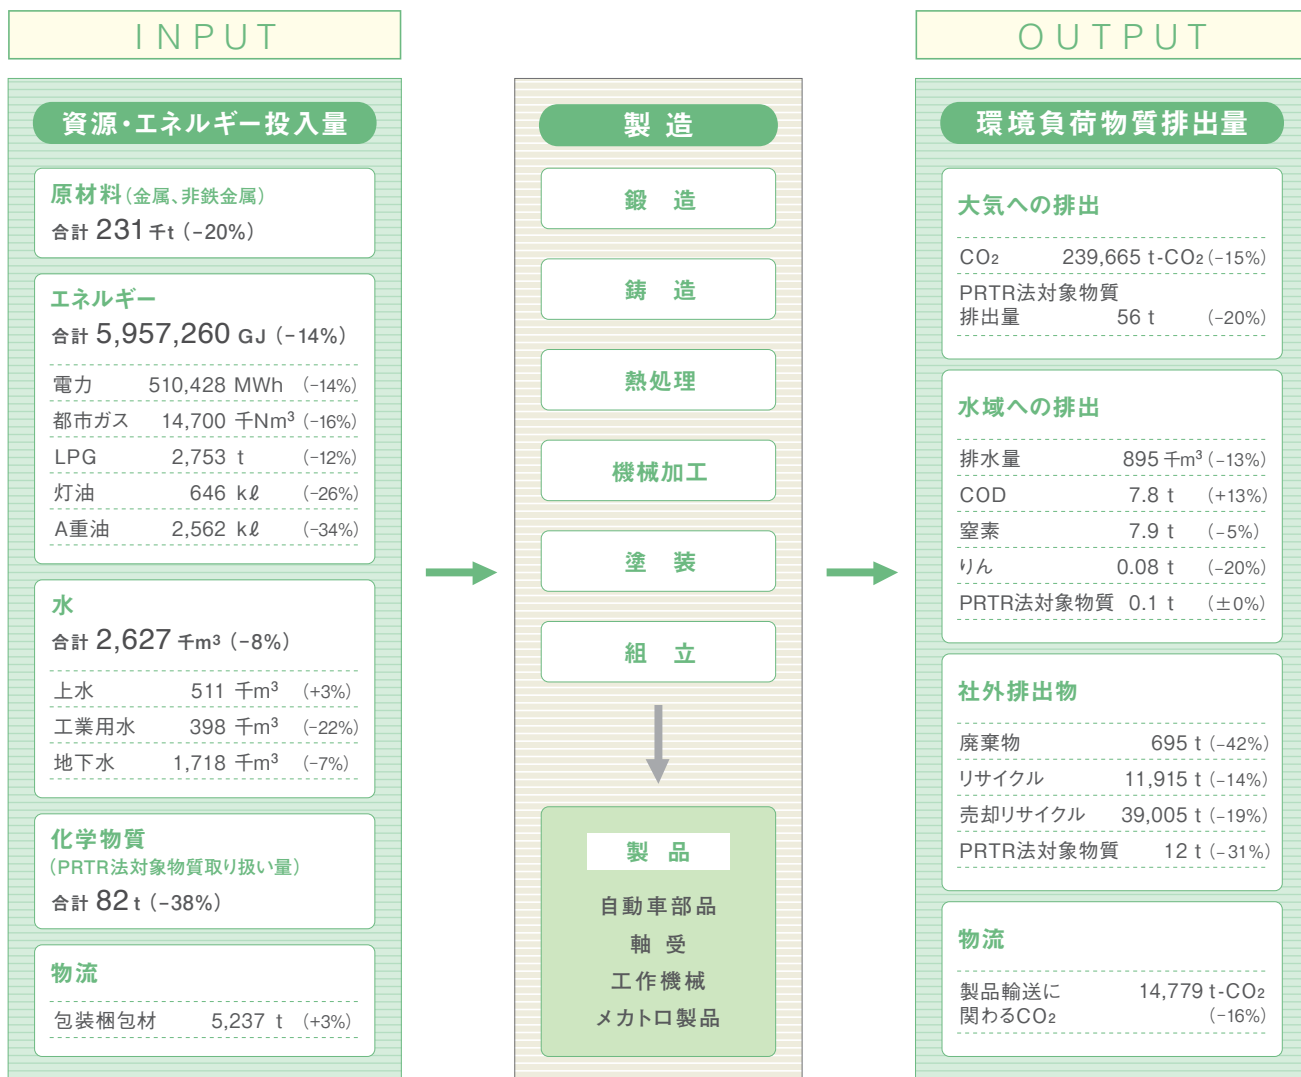 INPUT
資源・エネルギー投入量
原材料(金属、非鉄金属)
合計 231 千t (-20%)
エネルギー
合計 5,957,260 GJ (-14%)
電力 510,428 MWh (-14%)
都市ガス 14,700 千Nm³ (-16%)
LPG 2,753 t (-12%)
灯油 646 kℓ (-26%)
A重油 2,562 kℓ (-34%)
水
合計 2,627 千m³ (-8%)
上水 511 千m³ (+3%)
工業用水 398 千m³ (-22%)
地下水 1,718 千m³ (-7%)
化学物質
(PRTR法対象物質取り扱い量)
合計 82 t (-38%)
物流
包装梱包材 5,237 t (+3%)
製造
鍛 造
鋳 造
熱処理
機械加工
塗 装
組 立
製 品
自動車部品
軸 受
工作機械
メカトロ製品
OUTPUT
環境負荷物質排出量
大気への排出
CO₂ 239,665 t-CO₂ (-15%)
PRTR法対象物質
排出量 56 t (-20%)
水域への排出
排水量 895 千m³ (-13%)
COD 7.8 t (+13%)
窒素 7.9 t (-5%)
りん 0.08 t (-20%)
PRTR法対象物質 0.1 t (±0%)
社外排出物
廃棄物 695 t (-42%)
リサイクル 11,915 t (-14%)
売却リサイクル 39,005 t (-19%)
PRTR法対象物質 12 t (-31%)
物流
製品輸送に 14,779 t-CO₂
関わるCO₂ (-16%)